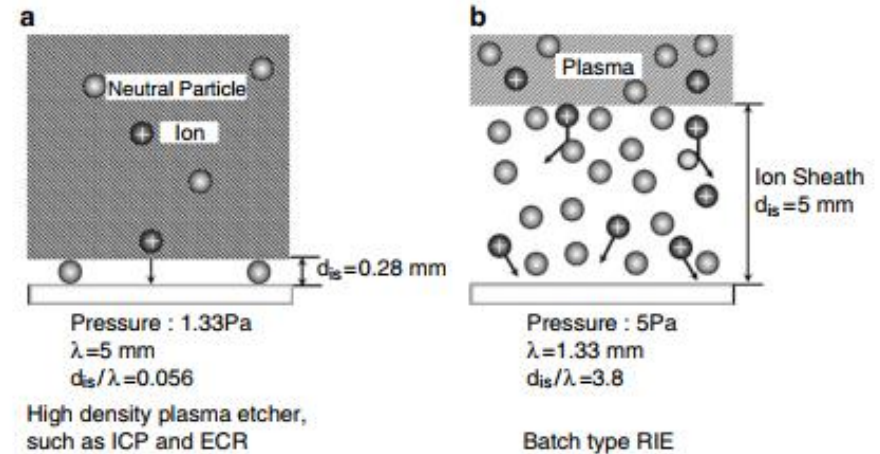 a
Neutral Particle
Ion
dis=0.28 mm
Pressure : 1.33Pa
λ=5 mm
dis/λ=0.056
High density plasma etcher,
such as ICP and ECR
b
Plasma
Ion Sheath
dis=5 mm
Pressure : 5Pa
λ=1.33 mm
dis/λ=3.8
Batch type RIE